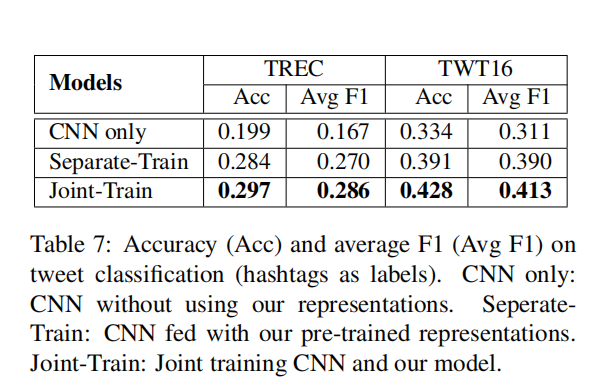 Models TREC TWT16
Acc Avg F1 Acc Avg F1
CNN only 0.199 0.167 0.334 0.311
Separate-Train 0.284 0.270 0.391 0.390
Joint-Train 0.297 0.286 0.428 0.413
Table 7: Accuracy (Acc) and average F1 (Avg F1) on
tweet classification (hashtags as labels). CNN only:
CNN without using our representations. Seperate-
Train: CNN fed with our pre-trained representations.
Joint-Train: Joint training CNN and our model.